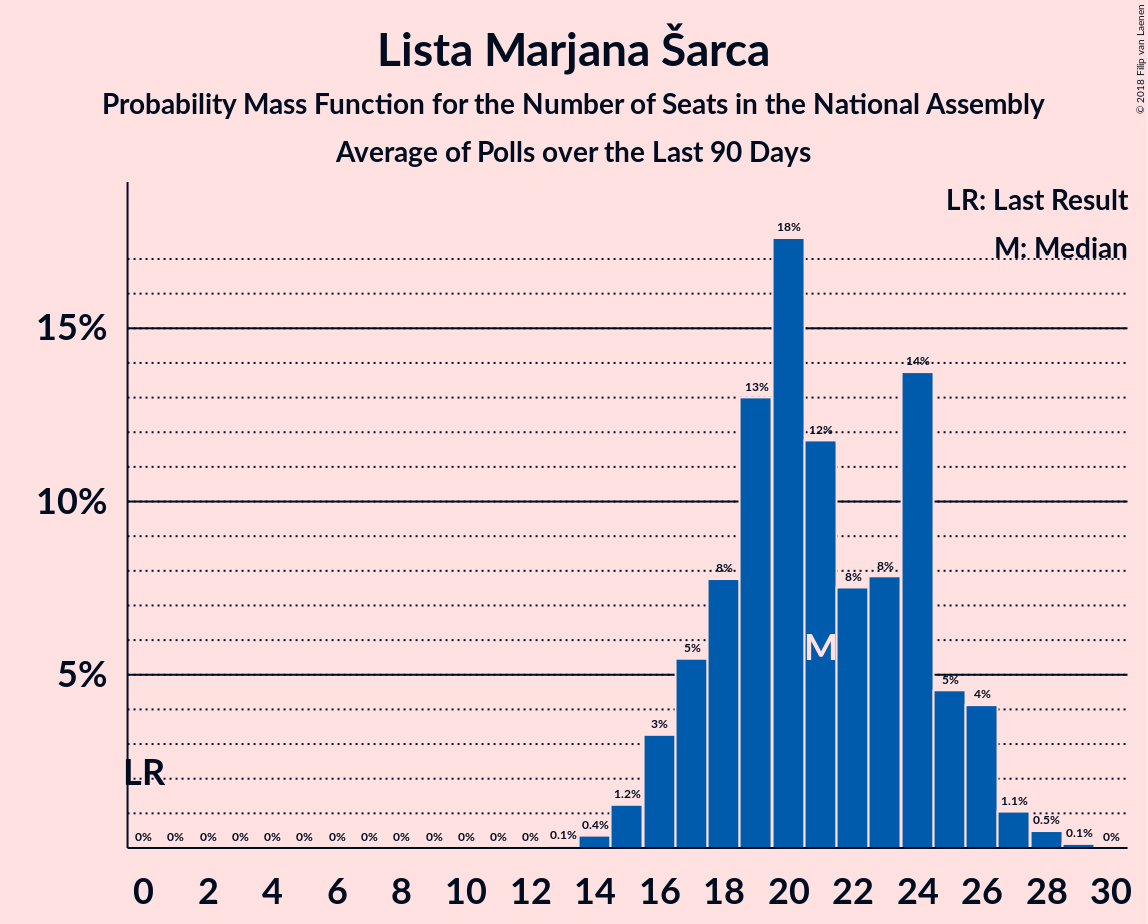 Lista Marjana Šarca
Probability Mass Function for the Number of Seats in the National Assembly
Average of Polls over the Last 90 Days
© 2018 Filip van Laenen
LR: Last Result
M: Median
15%
10%
5%
18%
14%
13%
12%
8%
8%
8%
5%
5%
4%
3%
M
LR
0% 0% 0% 0% 0% 0% 0% 0% 0% 0% 0% 0% 0% 0.1% 0.4% 1.2% 1.1% 0.5% 0.1% 0%
0 2 4 6 8 10 12 14 16 18 20 22 24 26 28 30